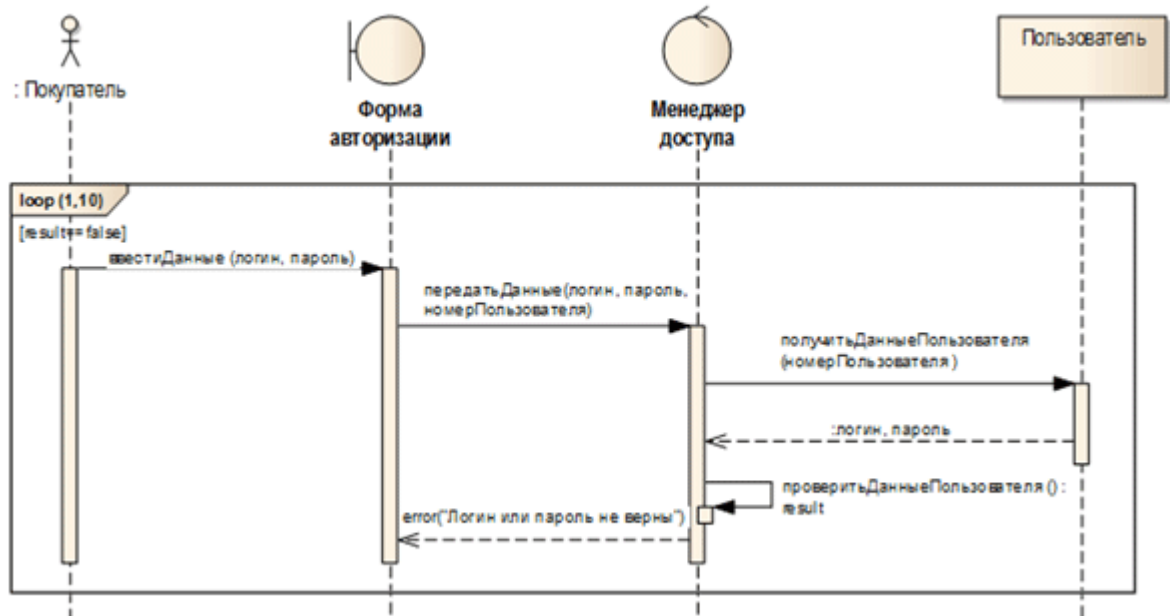 : Покупатель
Форма
авторизации
Менеджер
доступа
Пользователь
loop (1,10)
[result== false]
ввестиДанные (логин, пароль)
передатьДанные(логин, пароль,
номерПользователя)
получитьДанныеПользователя
(номерПользователя )
:логин, пароль
проверитьДанныеПользователя () :
result
error("Логин или пароль не верны")